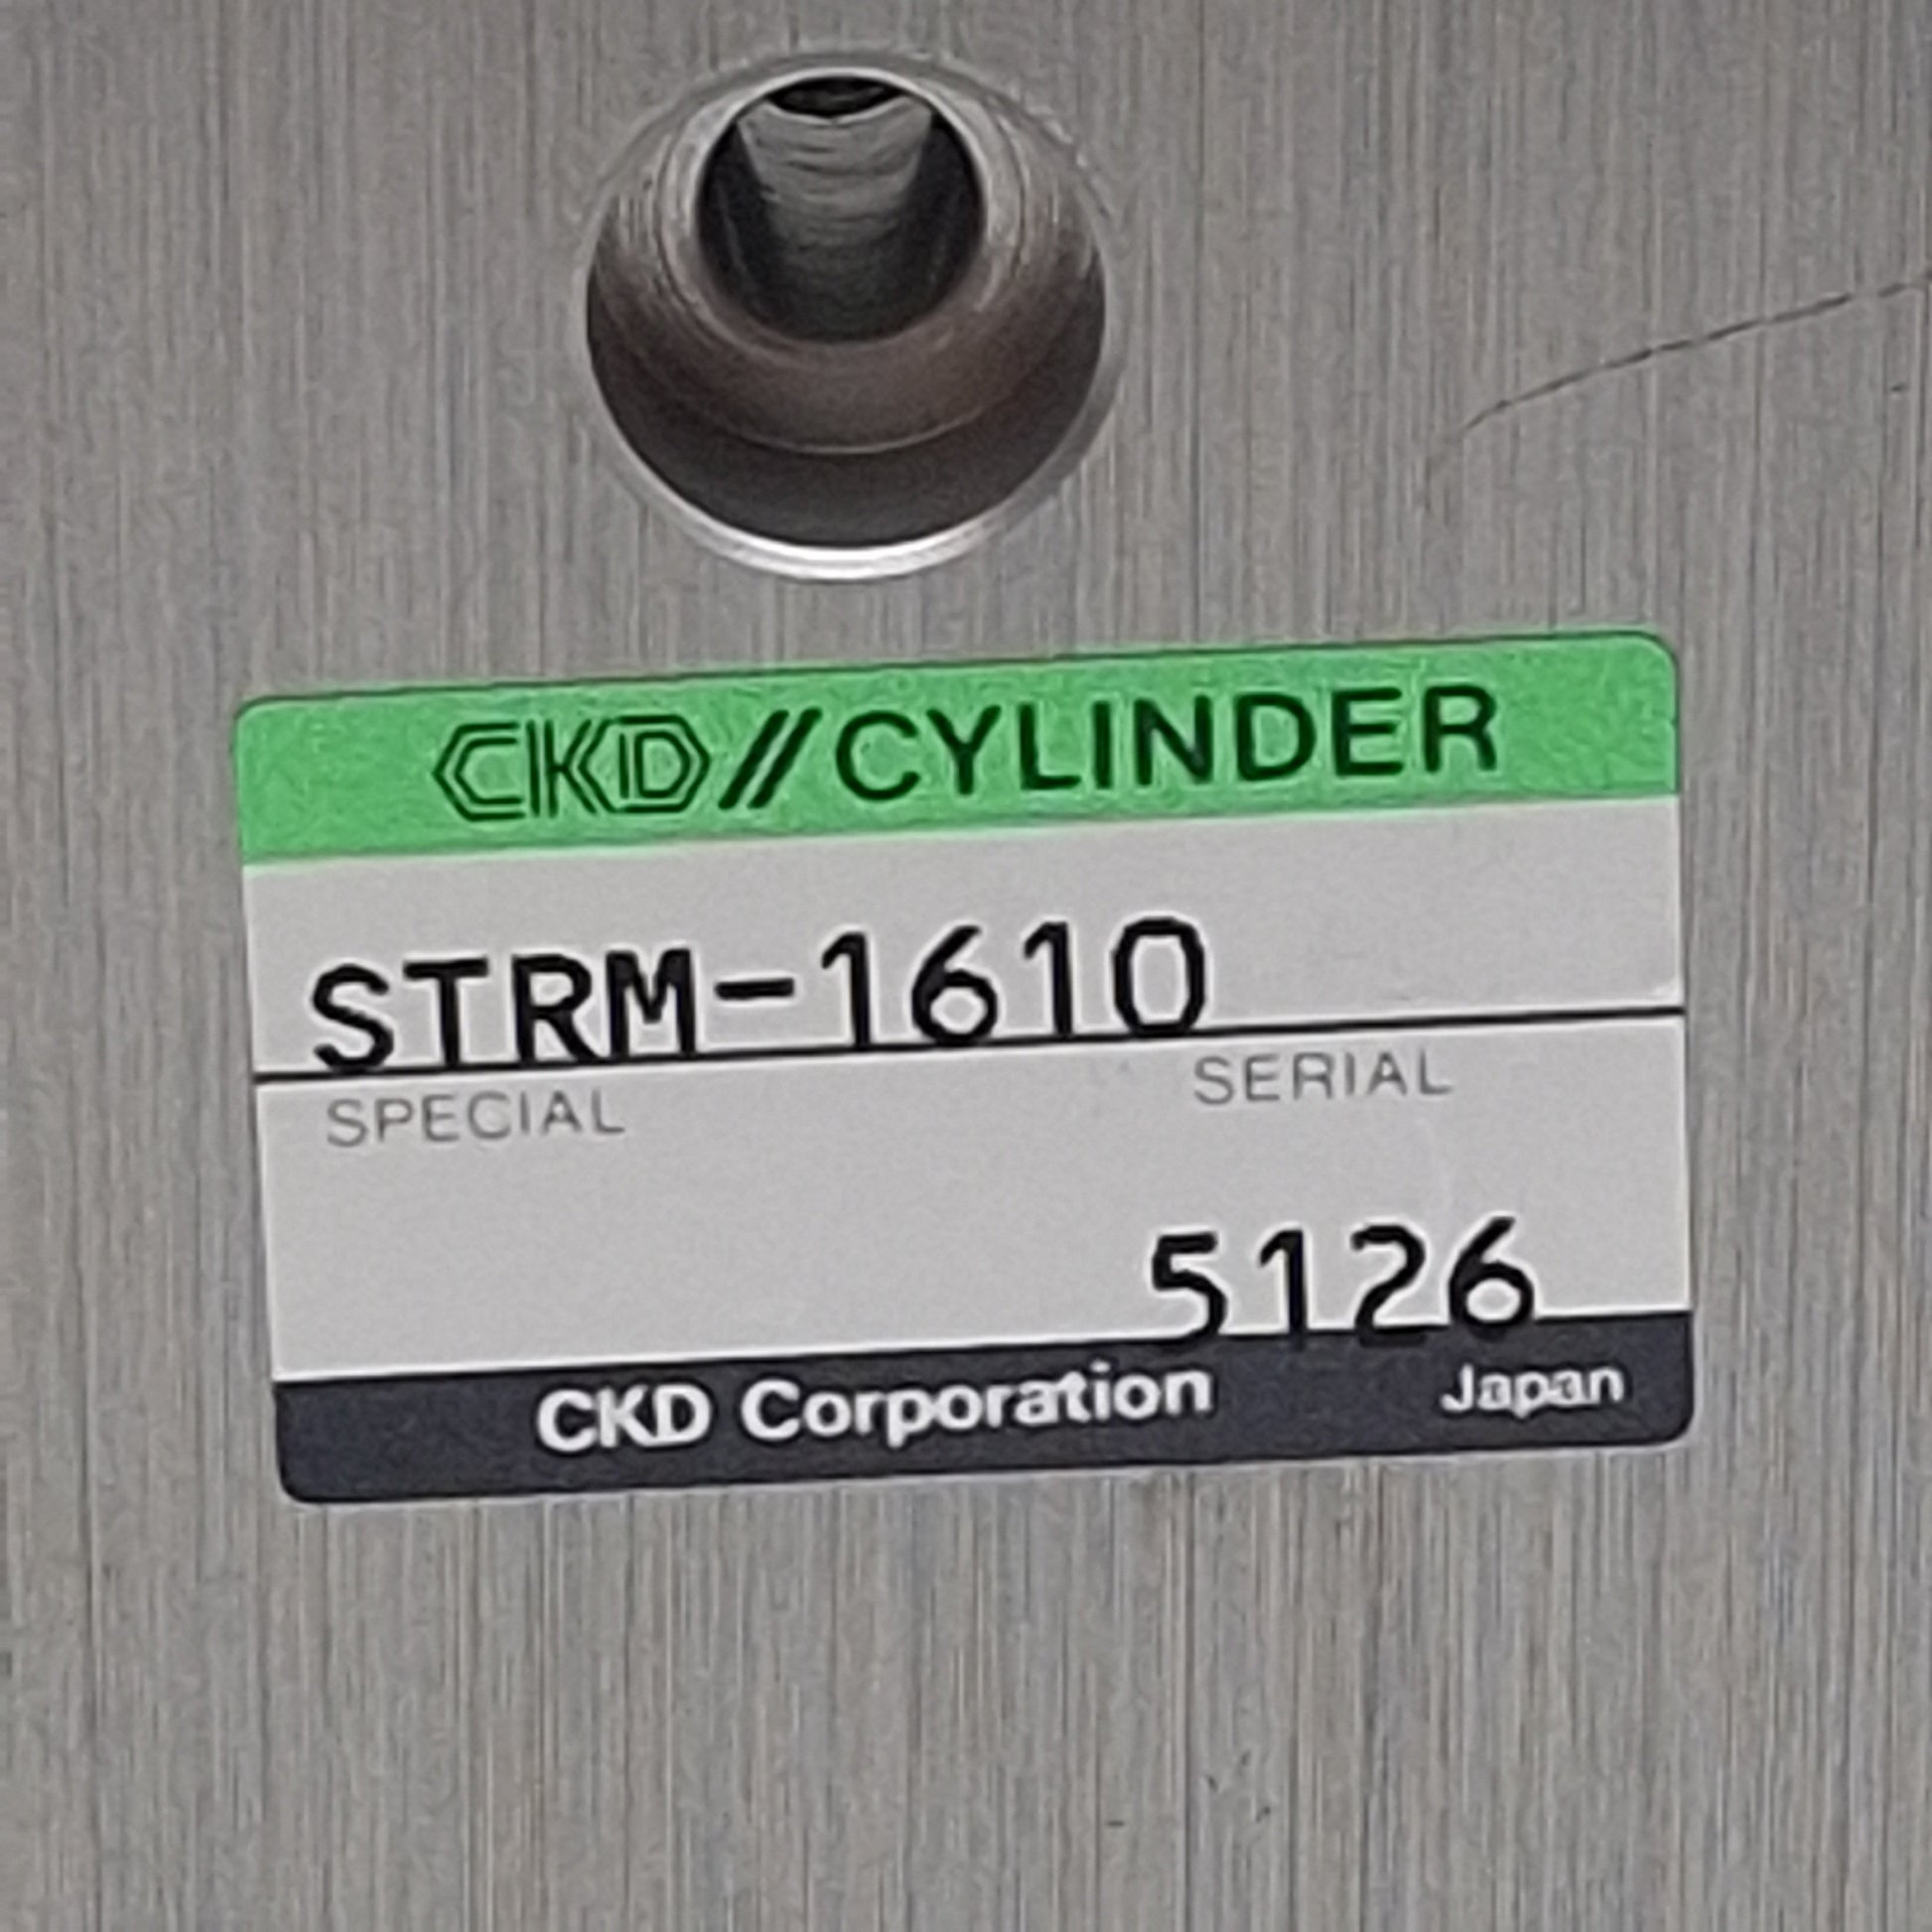 CKD//CYLINDER
STRM-1610
SPECIAL SERIAL
5126
CKD Corporation Japan